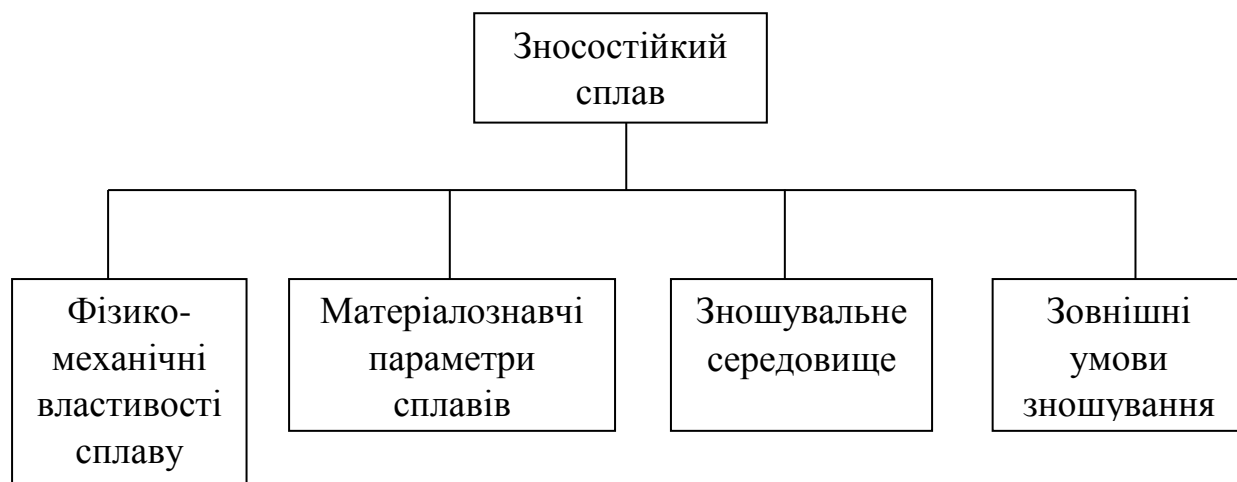 Зносостійкий
сплав
Фізико-
механічні
властивості
сплаву
Матеріалознавчі
параметри
сплавів
Зношувальне
середовище
Зовнішні
умови
зношування